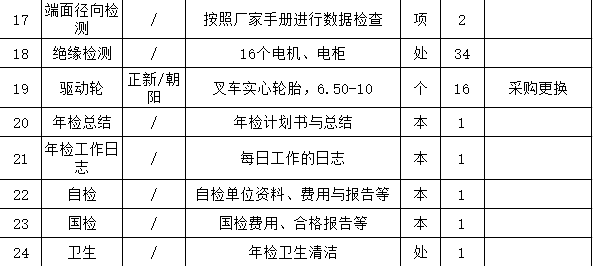 17 端面径向检测 / 按照厂家手册进行数据检查 项 2
18 绝缘检测 / 16个电机、电柜 处 34
19 驱动轮 正新/朝阳 叉车实心轮胎，6.50-10 个 16 采购更换
20 年检总结 / 年检计划书与总结 本 1
21 年检工作日志 / 每日工作的日志 本 1
22 自检 / 自检单位资料、费用与报告等 本 1
23 国检 / 国检费用、合格报告等 本 1
24 卫生 / 年检卫生清洁 处 1